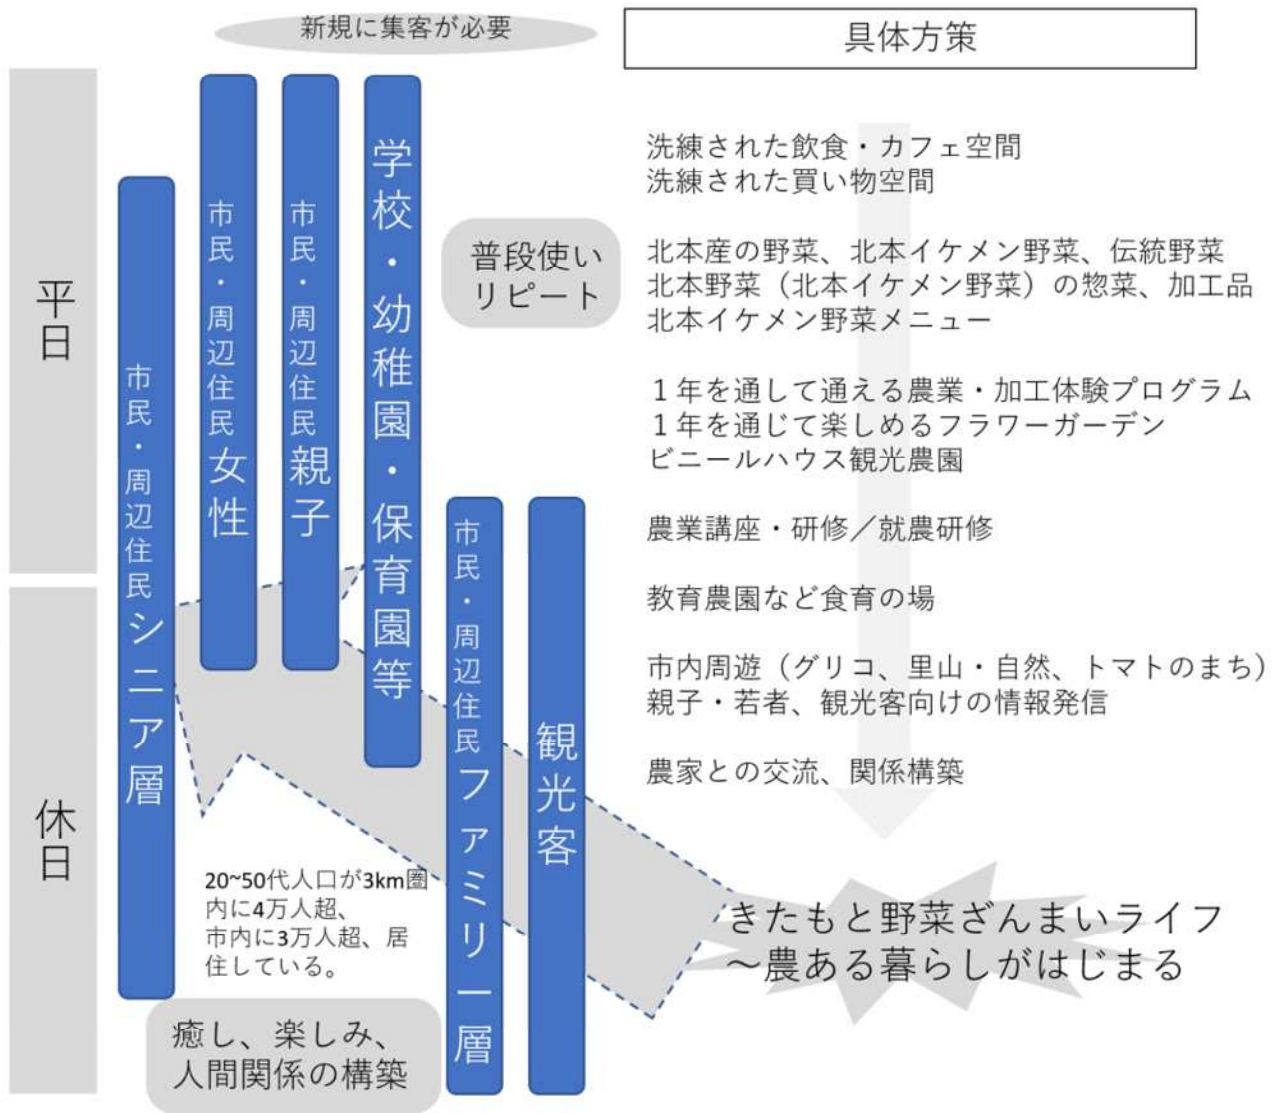 新規に集客が必要
具体方策
平日
休日
市民・周辺住民シニア層
市民・周辺住民女性
市民・周辺住民親子
学校・幼稚園・保育園等
市民・周辺住民ファミリー層
観光客
普段使い
リピート
20~50代人口が3km圏
内に4万人超、
市内に3万人超、居
住している。
癒し、楽しみ、
人間関係の構築
洗練された飲食・カフェ空間
洗練された買い物空間
北本産の野菜、北本イケメン野菜、伝統野菜
北本野菜（北本イケメン野菜）の惣菜、加工品
北本イケメン野菜メニュー
１年を通して通える農業・加工体験プログラム
１年を通じて楽しめるフラワーガーデン
ビニールハウス観光農園
農業講座・研修／就農研修
教育農園など食育の場
市内周遊（グリコ、里山・自然、トマトのまち）
親子・若者、観光客向けの情報発信
農家との交流、関係構築
きたもと野菜ざんまいライフ
～農ある暮らしがはじまる